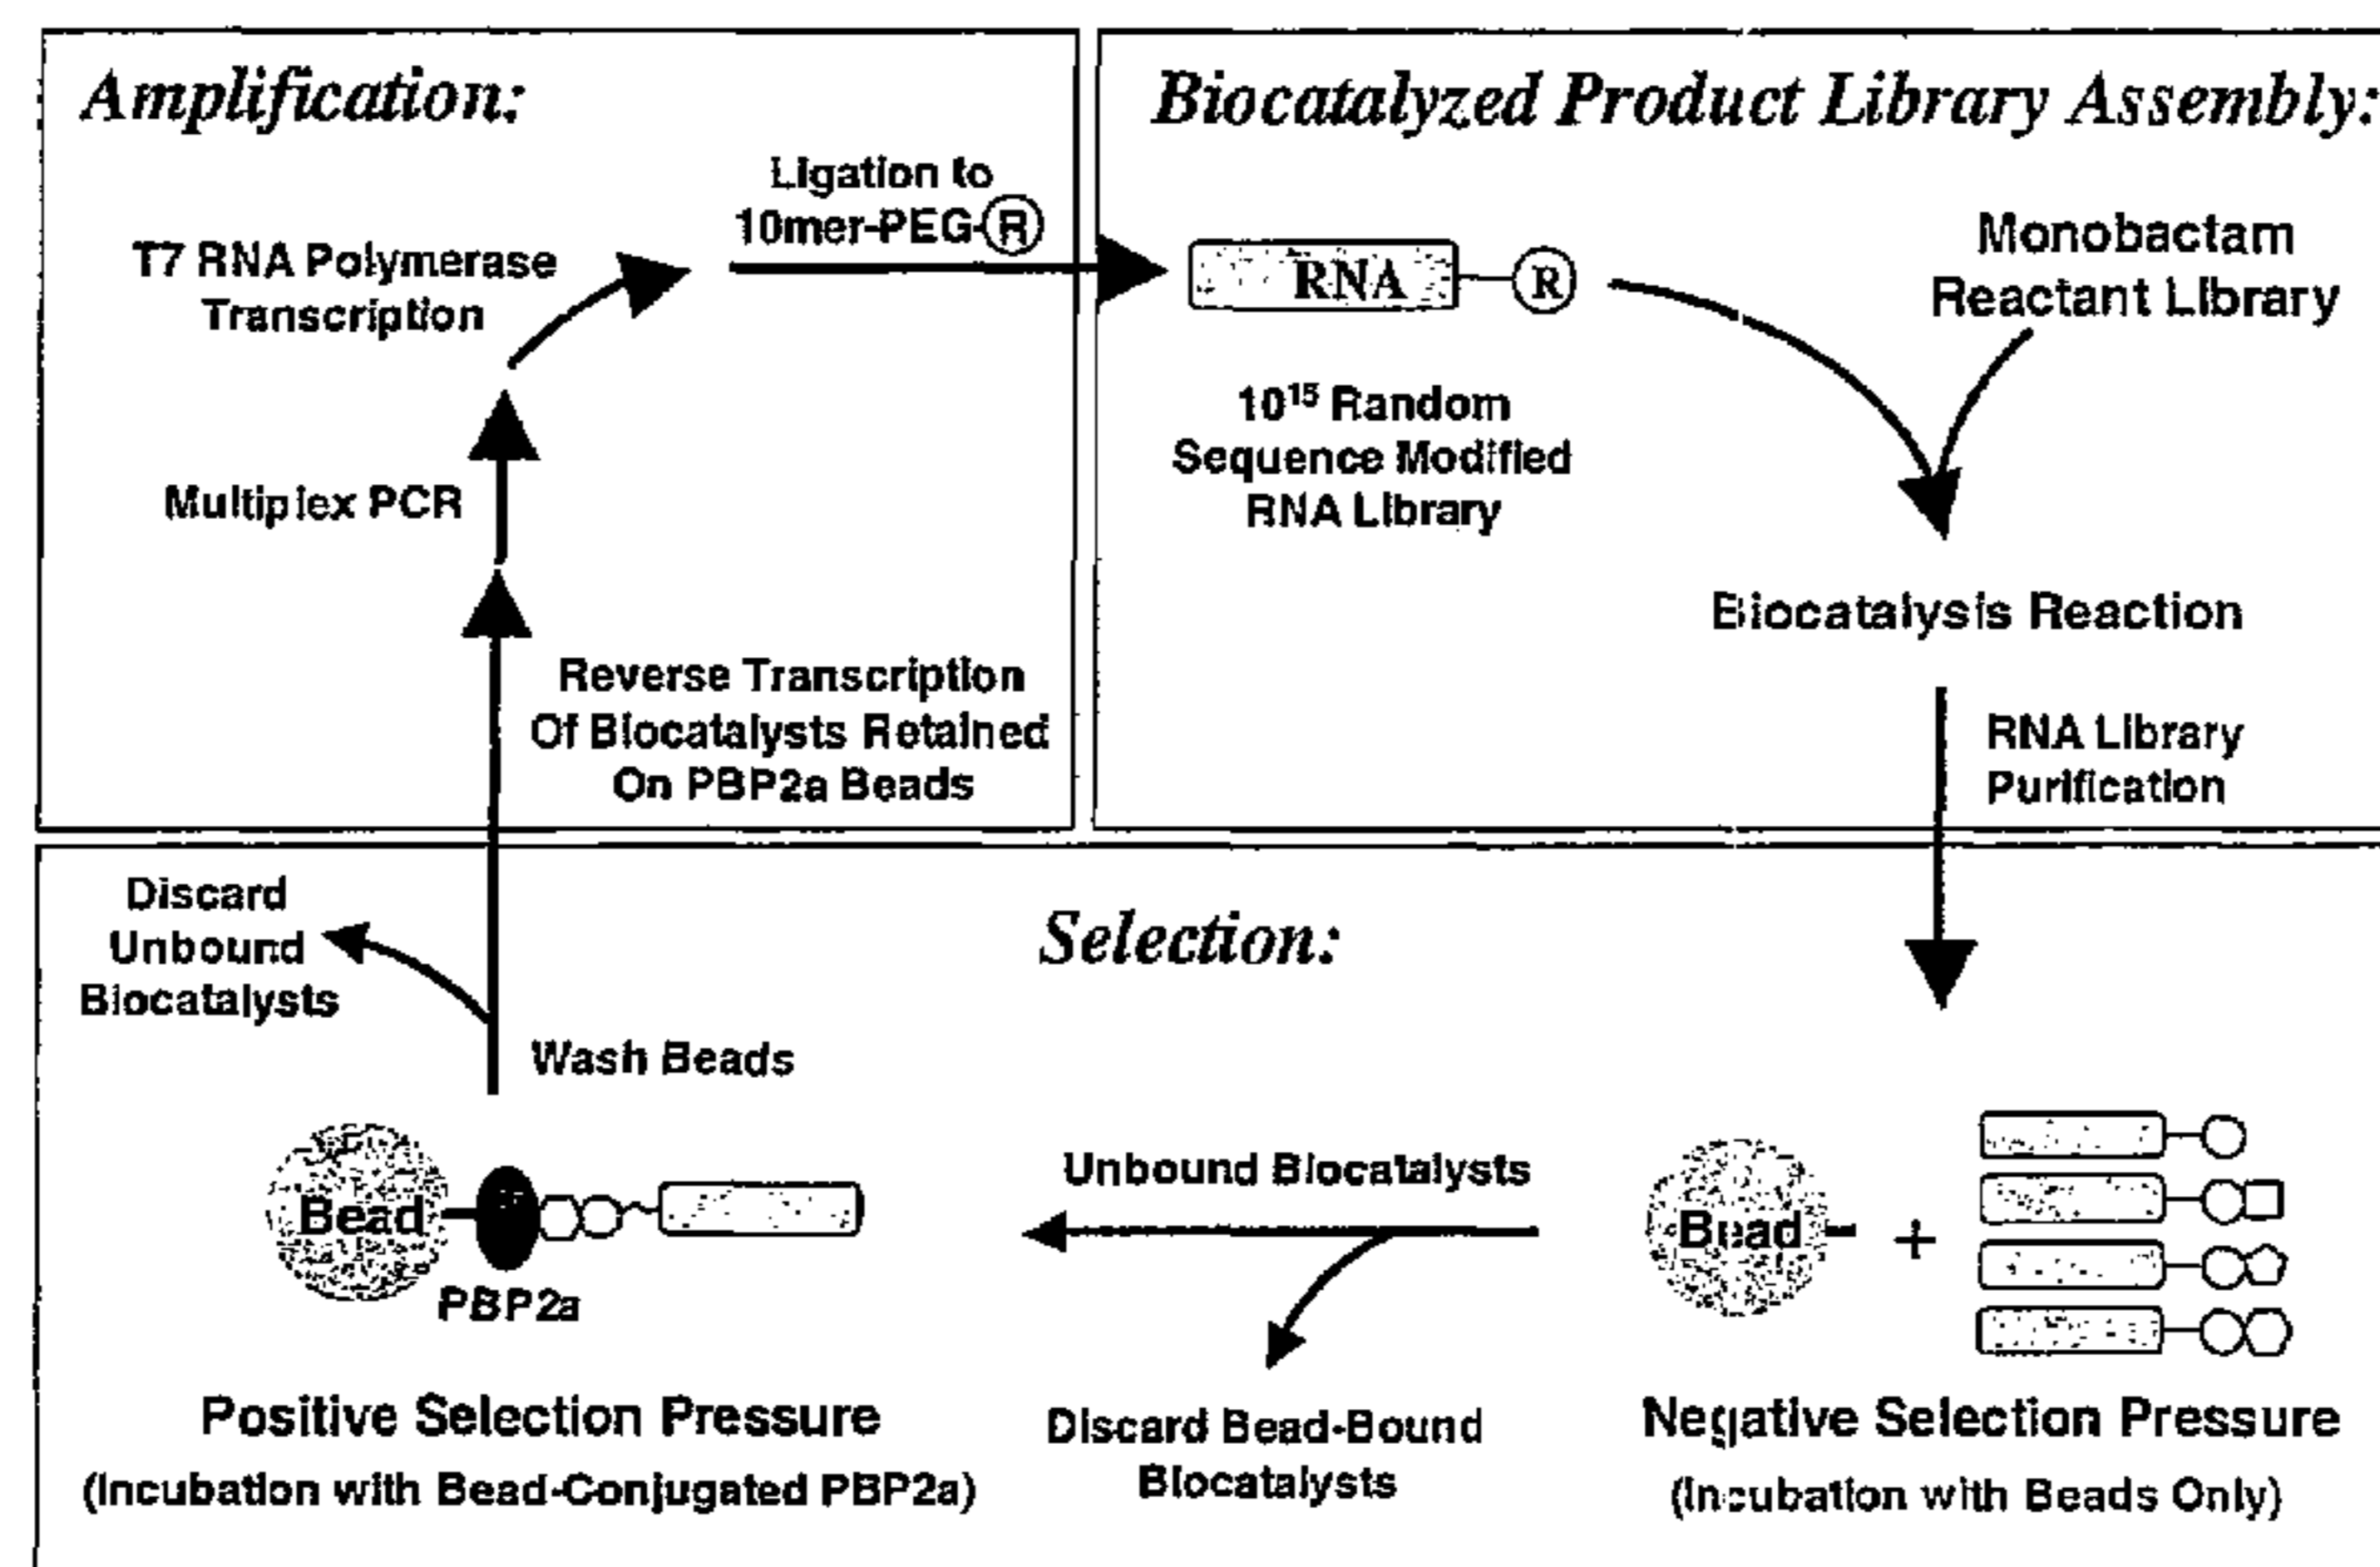 Amplification:
Ligation to
10mer-PEG-R
T7 RNA Polymerase
Transcription
Multiplex PCR
Reverse Transcription
Of Biocatalysts Retained
On PBP2a Beads
Biocatalyzed Product Library Assembly:
RNA
R
Monobactam
Reactant Library
10¹⁵ Random
Sequence Modified
RNA Library
Biocatalysis Reaction
RNA Library
Purification
Selection:
Discard
Unbound
Biocatalysts
Wash Beads
Bead
PBP2a
Positive Selection Pressure
(Incubation with Bead-Conjugated PBP2a)
Unbound Biocatalysts
Discard Bead-Bound
Biocatalysts
Bead
+
Negative Selection Pressure
(Incubation with Beads Only)